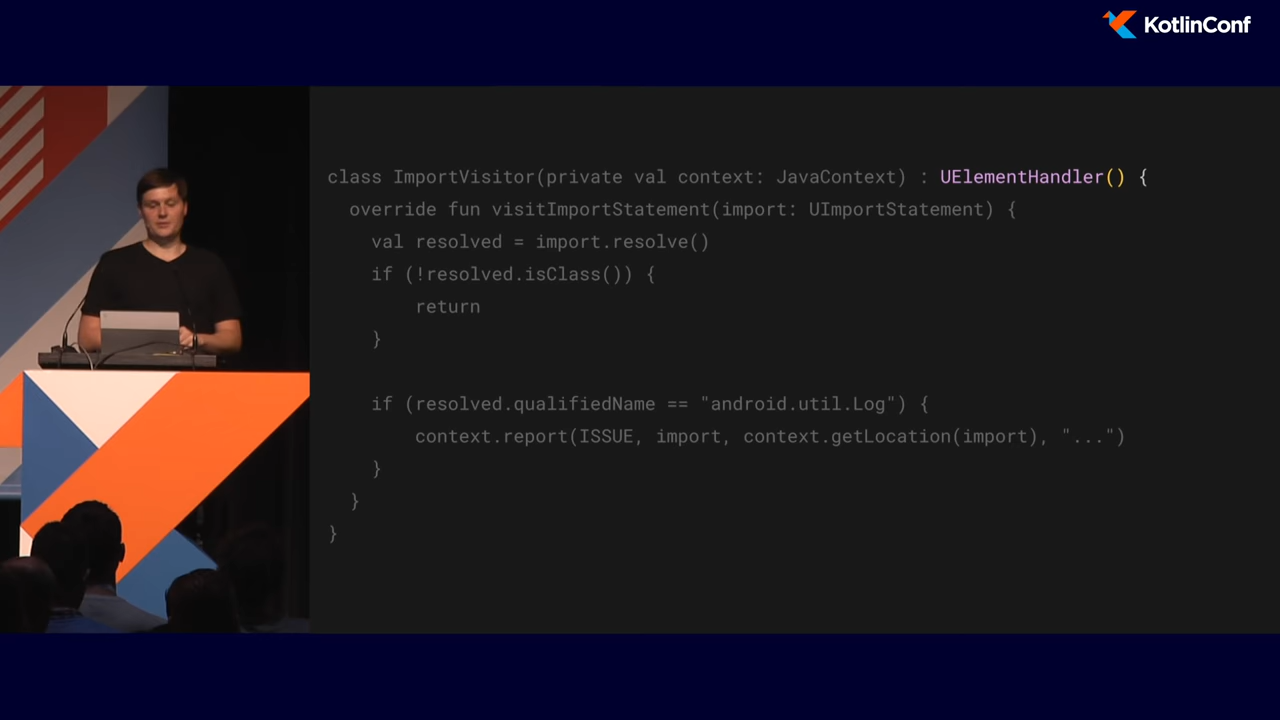 KotlinConf
class ImportVisitor(private val context: JavaContext) : UElementHandler() {
override fun visitImportStatement(import: UImportStatement) {
val resolved = import.resolve()
if (!resolved.isClass()) {
return
}
if (resolved.qualifiedName == "android.util.Log") {
context.report(ISSUE, import, context.getLocation(import), "...")
}
}
}